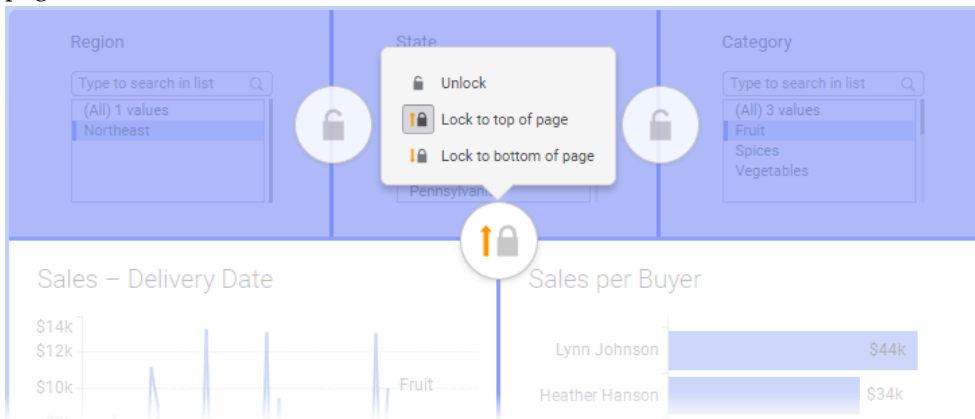 Region
State
Category
Type to search in list
Type to search in list
(All) 1 values
Northeast
Unlock
Lock to top of page
Lock to bottom of page
(All) 3 values
Fruit
Spices
Vegetables
Sales – Delivery Date
Sales per Buyer
$14k
$12k
$10k
Fruit
Lynn Johnson
$44k
Heather Hanson
$34k